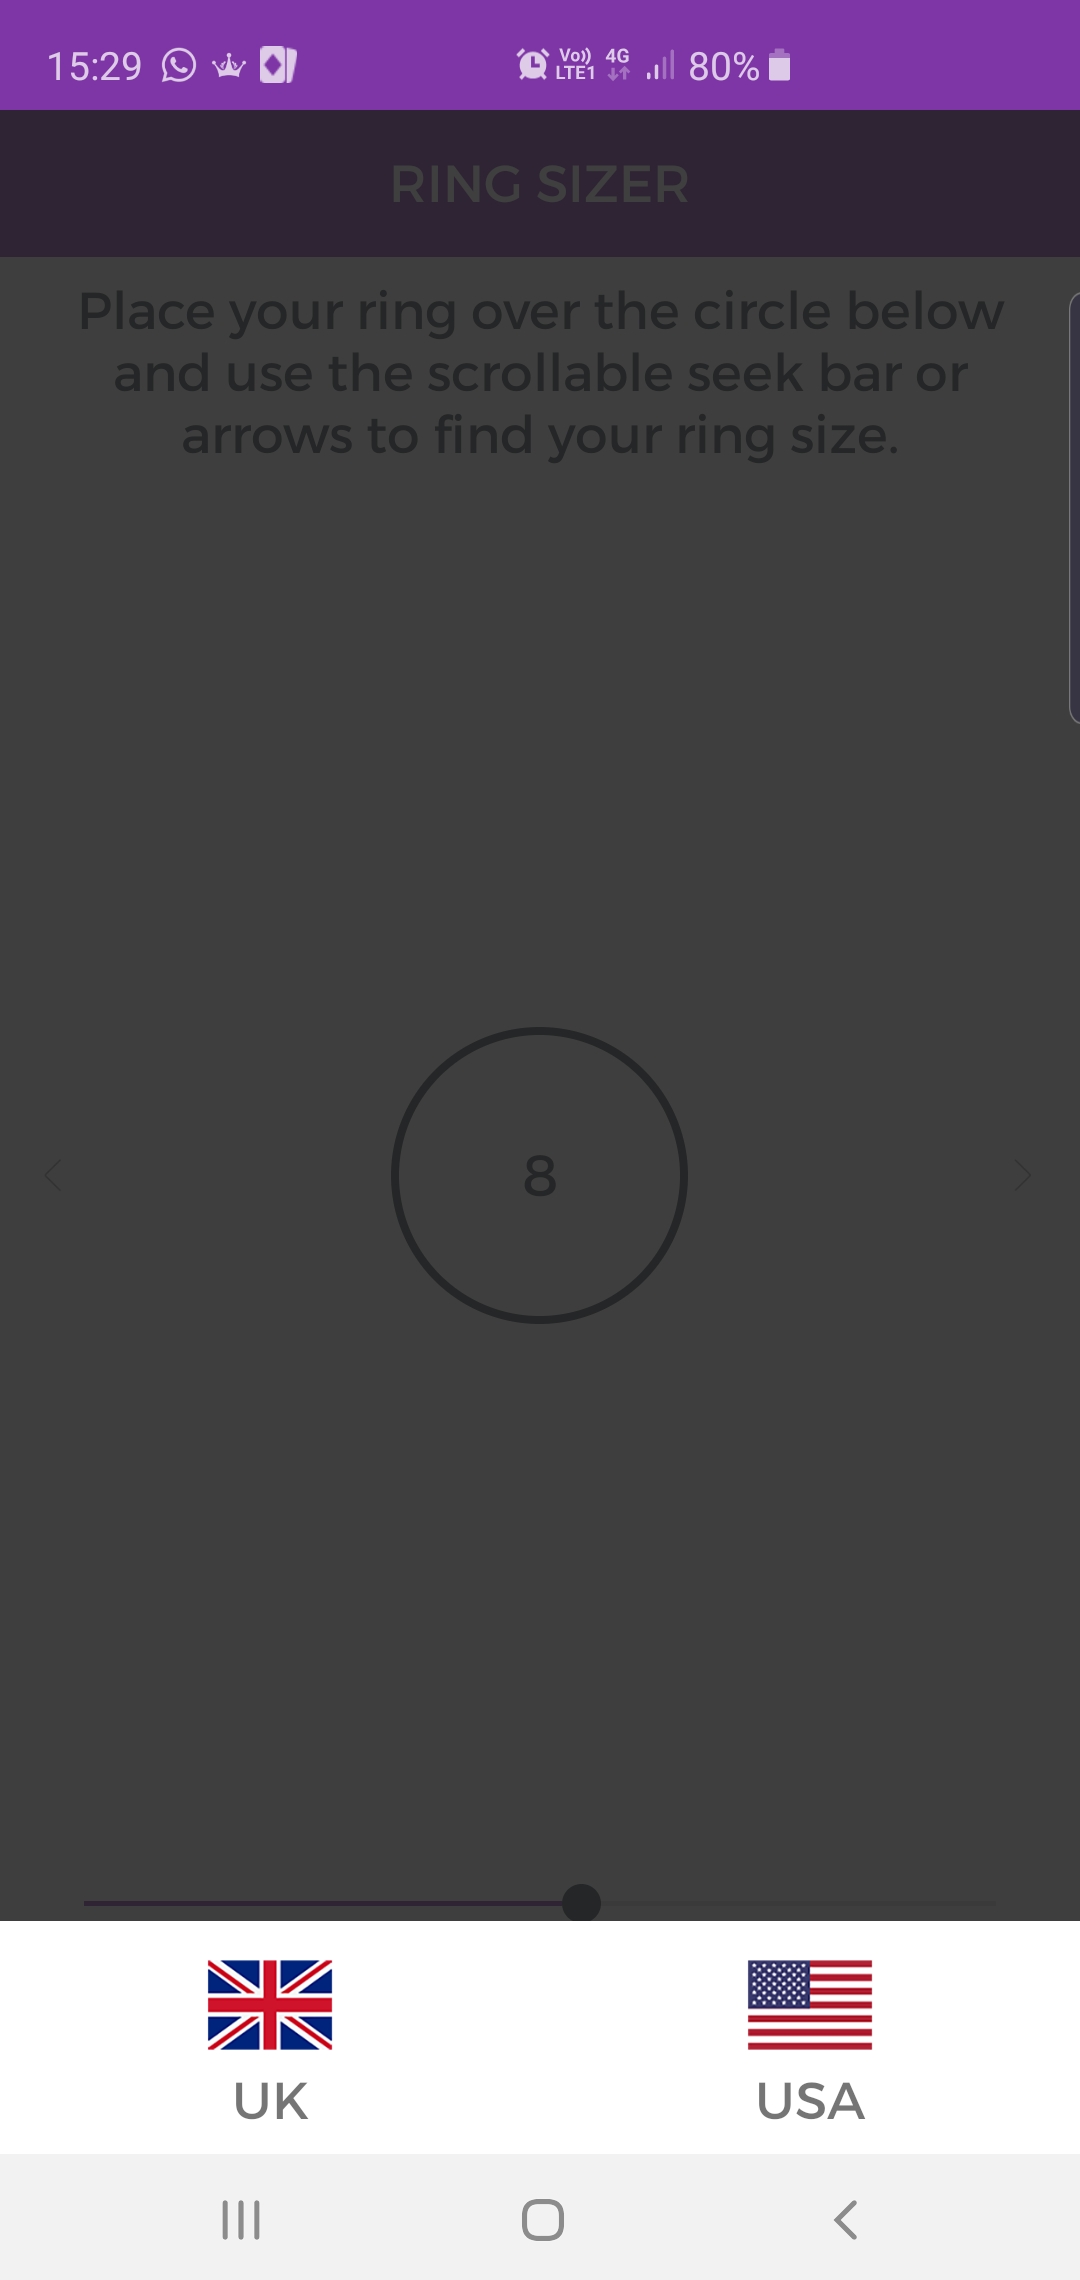 15:29
Vo)) LTE1 4G 80%
RING SIZER
Place your ring over the circle below
and use the scrollable seek bar or
arrows to find your ring size.
8
UK USA